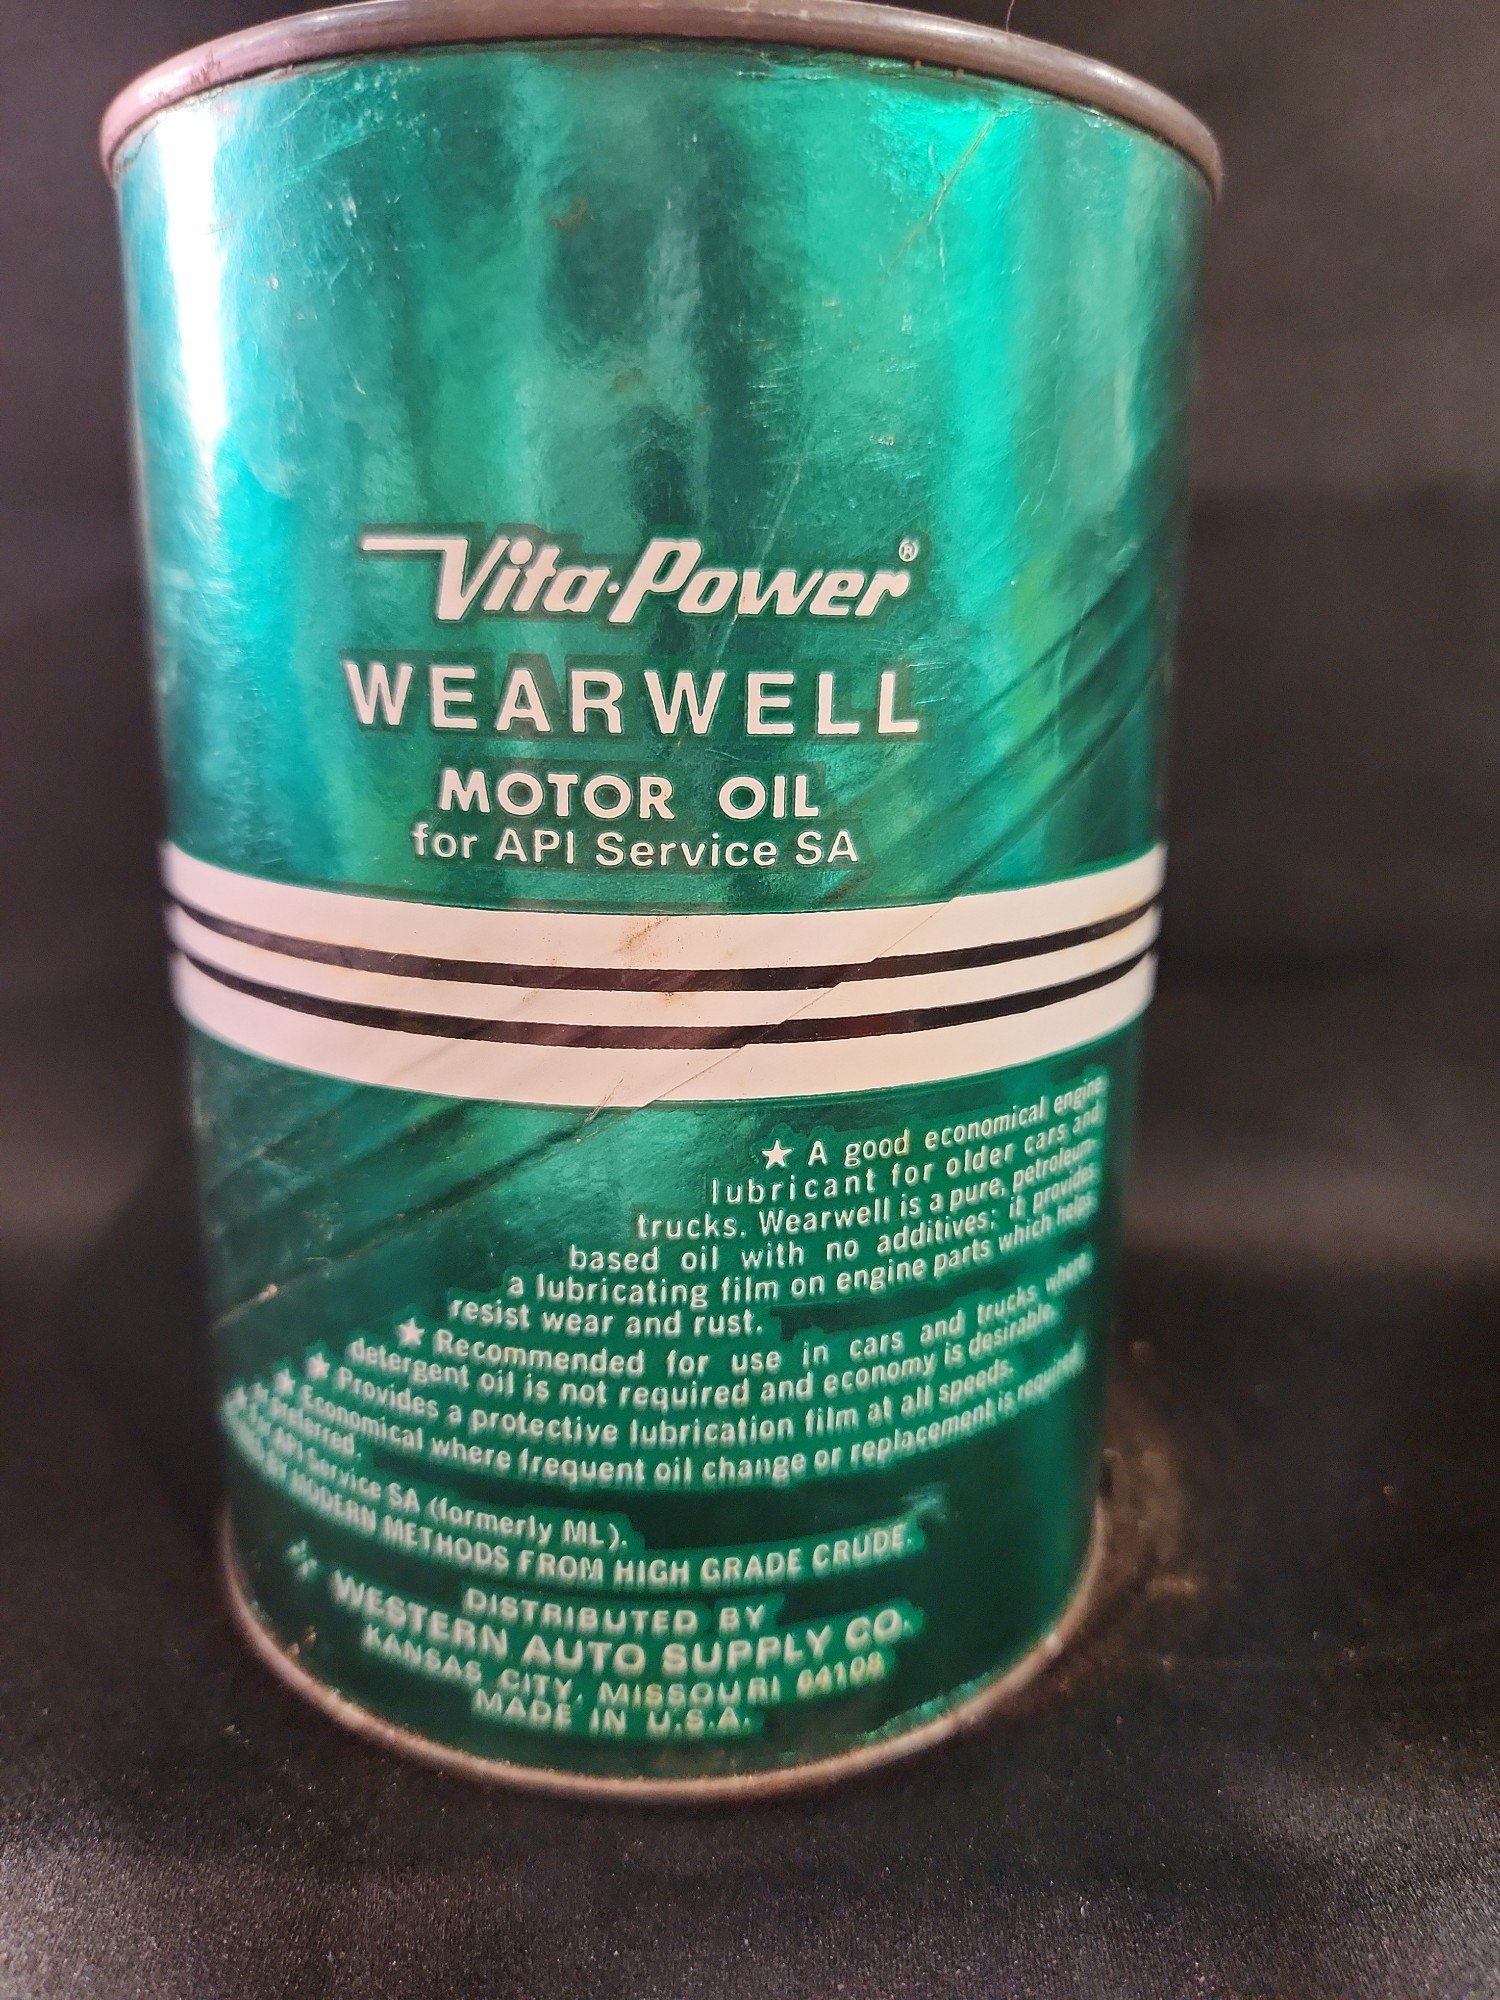 Vita·Power®
WEARWELL
MOTOR OIL
for API Service SA
★ A good economical engine
lubricant for older cars and
trucks. Wearwell is a pure, petroleum-
based oil with no additives; it provides
a lubricating film on engine parts which helps
resist wear and rust.
★ Recommended for use in cars and trucks where
detergent oil is not required and economy is desirable.
★ Provides a protective lubrication film at all speeds.
★ Economical where frequent oil change or replacement is required
preferred.
★ For API Service SA (formerly ML).
BY MODERN METHODS FROM HIGH GRADE CRUDE.
DISTRIBUTED BY
WESTERN AUTO SUPPLY CO.
KANSAS CITY, MISSOURI 64108
MADE IN U.S.A.